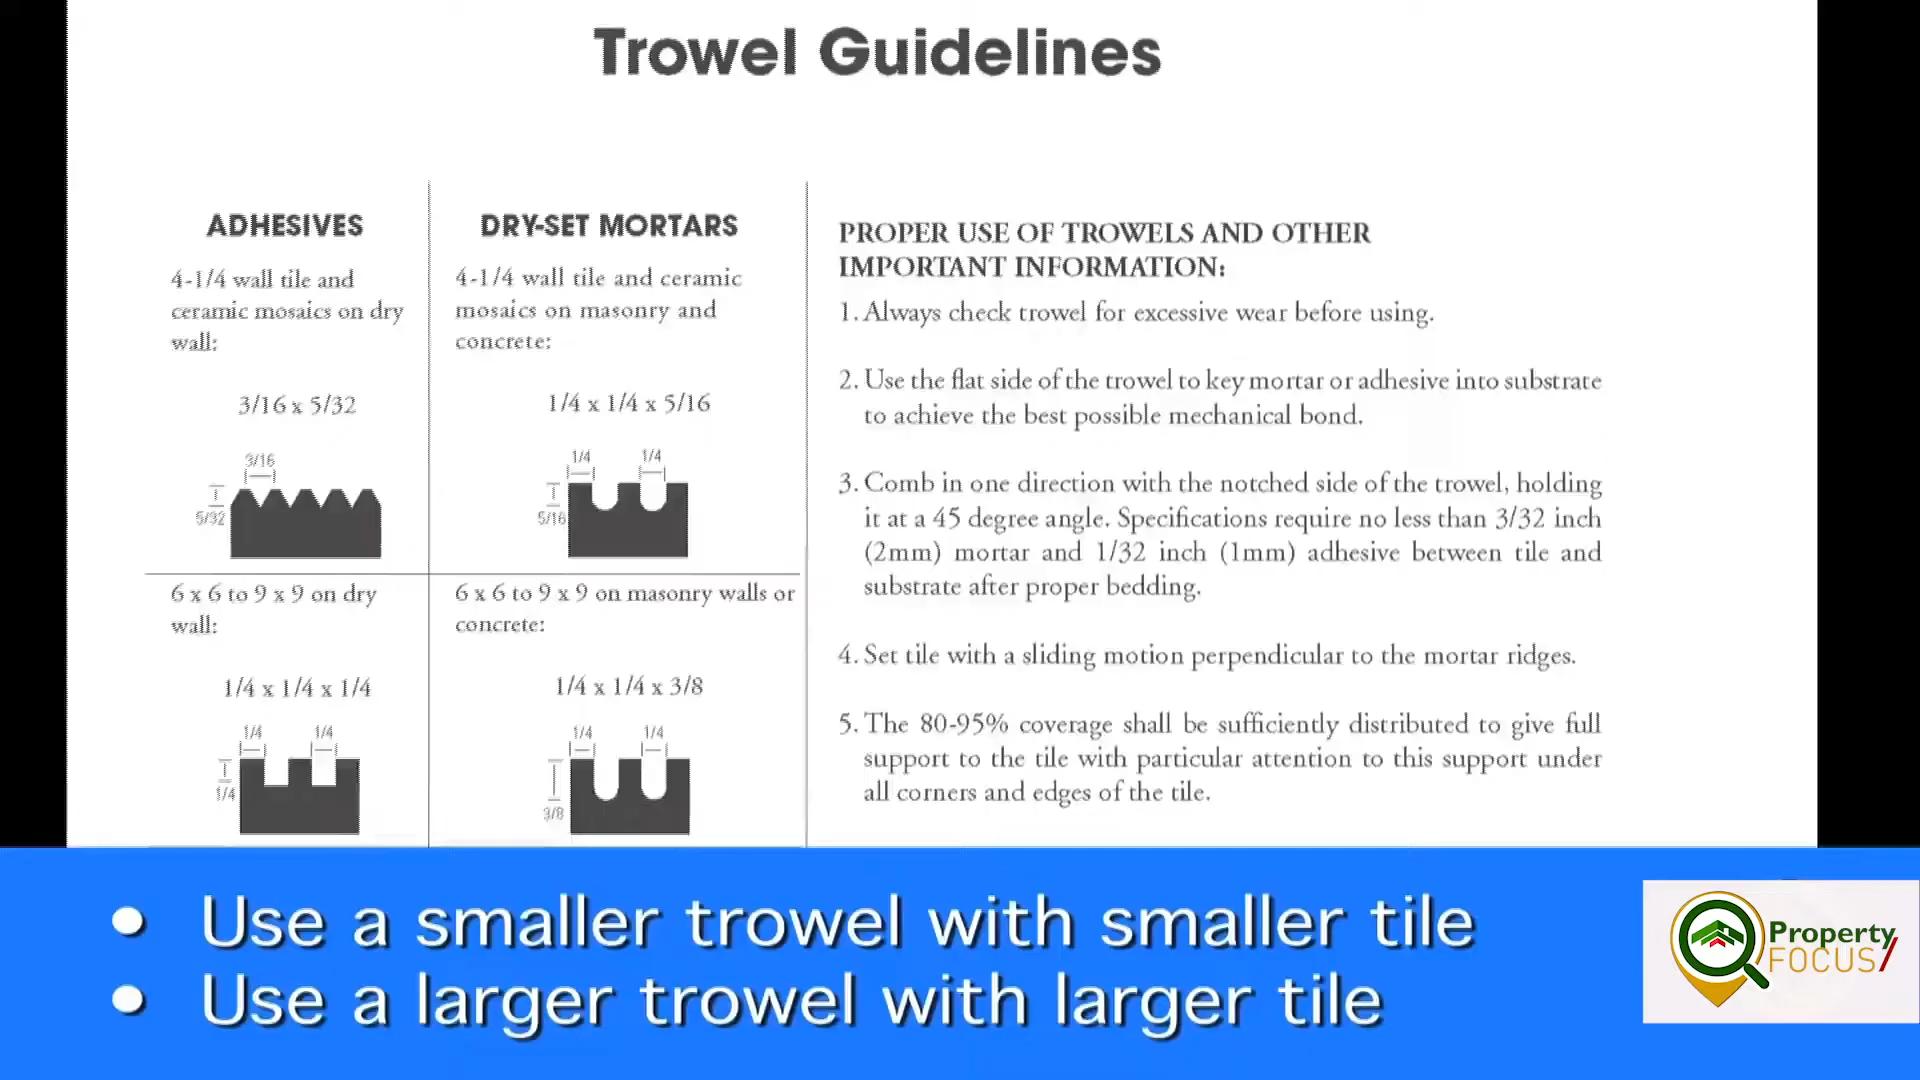 Trowel Guidelines
ADHESIVES
4-1/4 wall tile and
ceramic mosaics on dry
wall:
3/16 x 5/32
3/16
5/32
6 x 6 to 9 x 9 on dry
wall:
1/4 x 1/4 x 1/4
1/4 1/4
1/4
DRY-SET MORTARS
4-1/4 wall tile and ceramic
mosaics on masonry and
concrete:
1/4 x 1/4 x 5/16
1/4 1/4
5/16
6 x 6 to 9 x 9 on masonry walls or
concrete:
1/4 x 1/4 x 3/8
1/4 1/4
3/8
PROPER USE OF TROWELS AND OTHER
IMPORTANT INFORMATION:
1. Always check trowel for excessive wear before using.
2. Use the flat side of the trowel to key mortar or adhesive into substrate
to achieve the best possible mechanical bond.
3. Comb in one direction with the notched side of the trowel, holding
it at a 45 degree angle. Specifications require no less than 3/32 inch
(2mm) mortar and 1/32 inch (1mm) adhesive between tile and
substrate after proper bedding.
4. Set tile with a sliding motion perpendicular to the mortar ridges.
5. The 80-95% coverage shall be sufficiently distributed to give full
support to the tile with particular attention to this support under
all corners and edges of the tile.
• Use a smaller trowel with smaller tile
• Use a larger trowel with larger tile
Property
FOCUS/